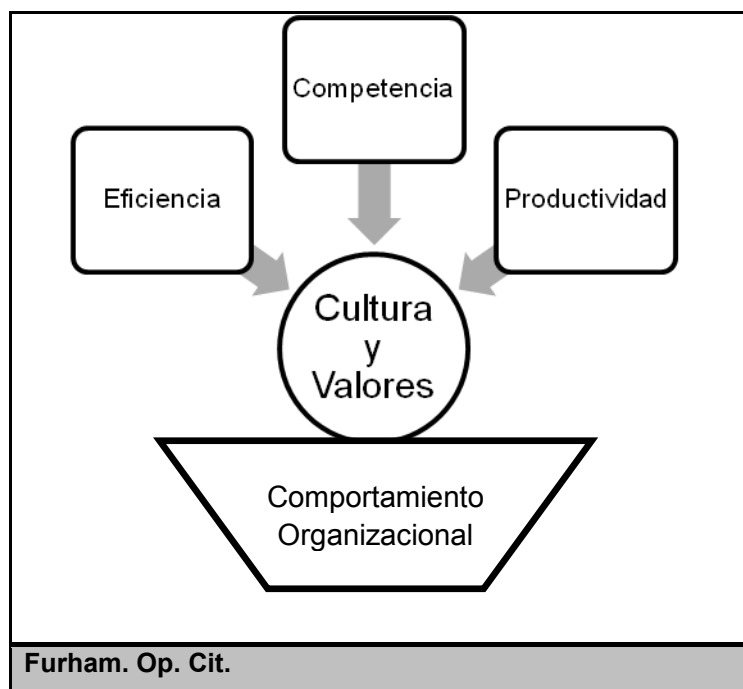 Competencia
Eficiencia
Productividad
Cultura
y
Valores
Comportamiento
Organizacional
Furham. Op. Cit.